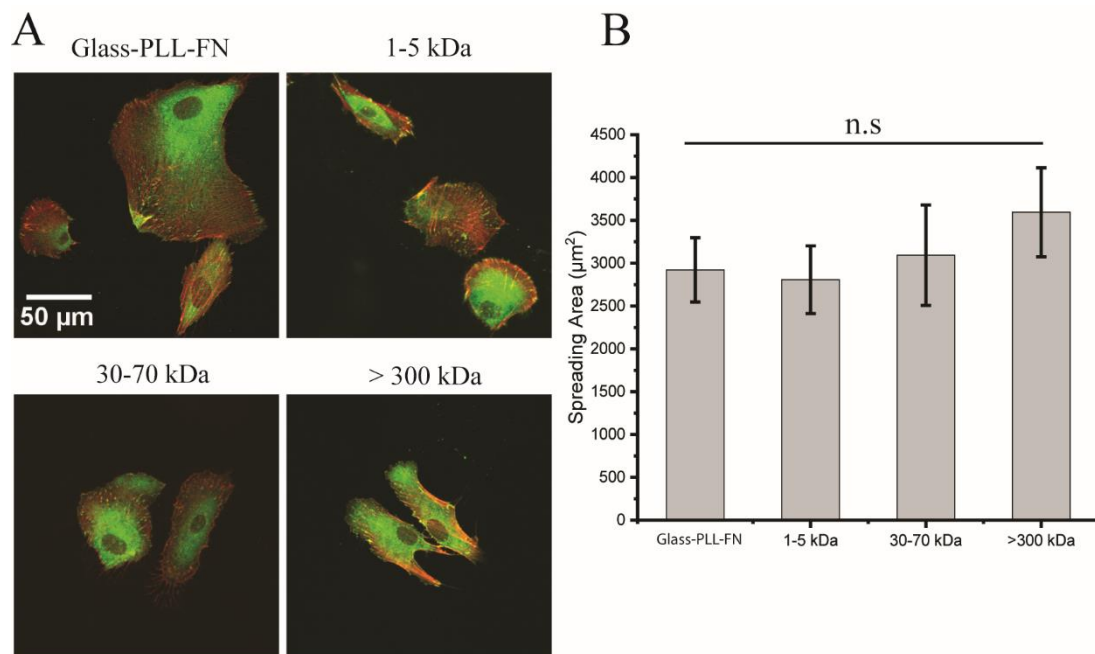 A
Glass-PLL-FN
1-5 kDa
50 µm
30-70 kDa
> 300 kDa
B
n.s
Spreading Area (µm²)
4500
4000
3500
3000
2500
2000
1500
1000
500
0
Glass-PLL-FN
1-5 kDa
30-70 kDa
>300 kDa